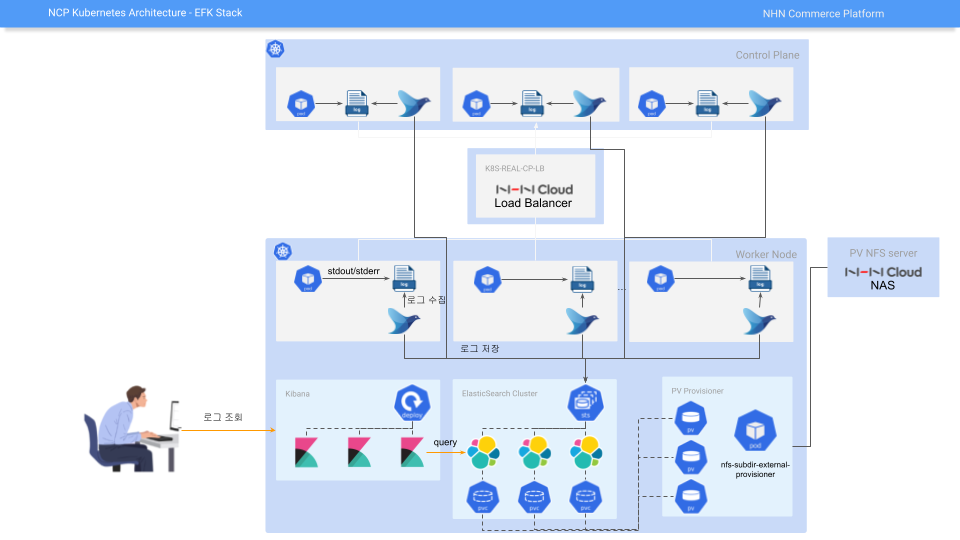 NCP Kubernetes Architecture - EFK Stack
NHN Commerce Platform
Control Plane
pod
log
pod
log
pod
log
K8S-REAL-CP-LB
NHN Cloud
Load Balancer
Worker Node
PV NFS server
NHN Cloud
NAS
pod
stdout/stderr
log
로그 수집
pod
log
....
pod
log
로그 저장
로그 조회
Kibana
deploy
ElasticSearch Cluster
sts
PV Provisioner
pv
pod
query
pv
nfs-subdir-external-
provisioner
pvc
pvc
pvc
pv